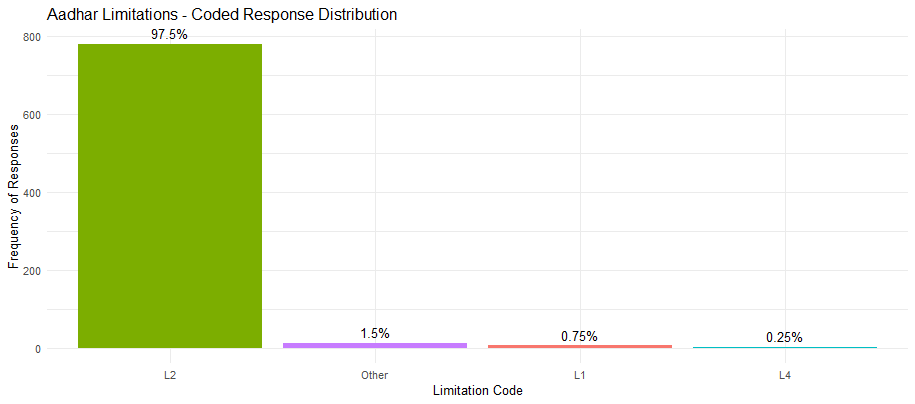 Aadhar Limitations - Coded Response Distribution
Frequency of Responses
800
600
400
200
0
97.5%
1.5%
0.75%
0.25%
L2
Other
L1
L4
Limitation Code